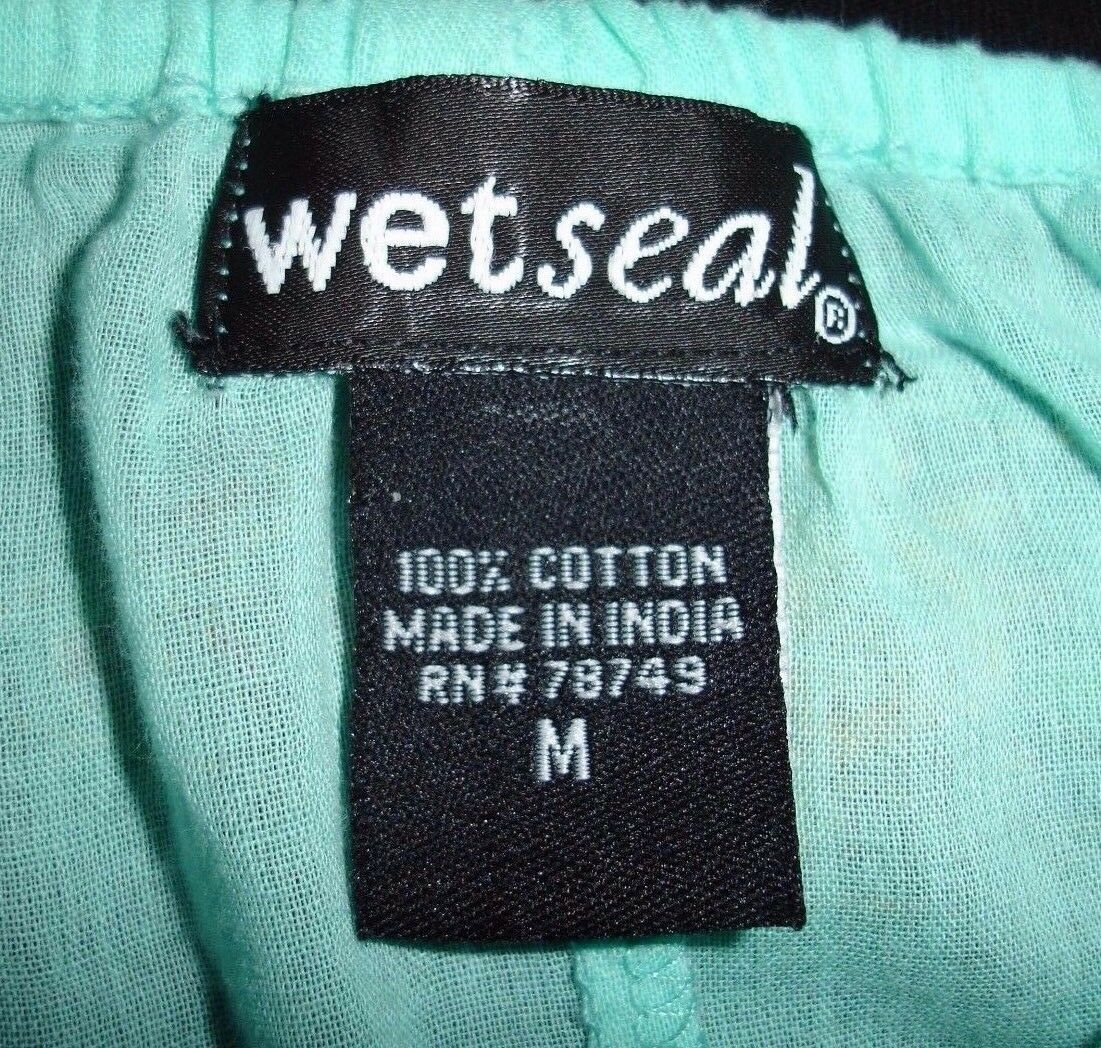 wetseal®
100% COTTON
MADE IN INDIA
RN# 78749
M